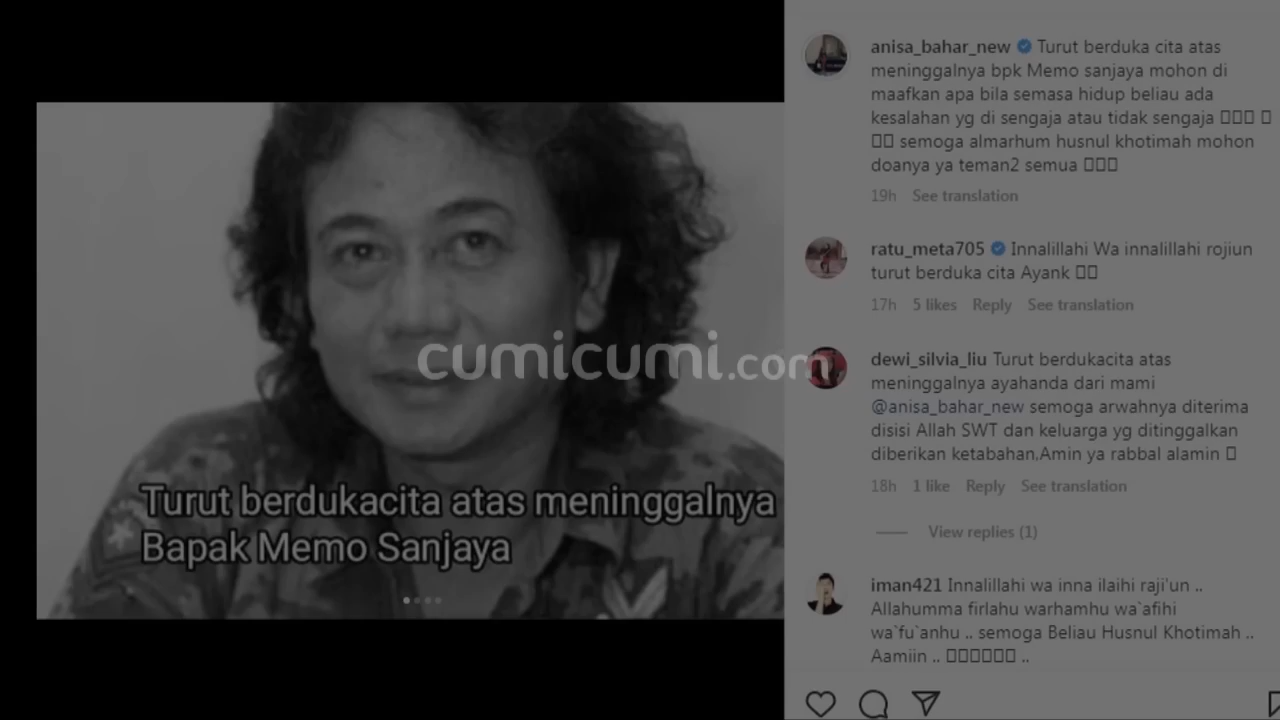 anisa_bahar_new Turut berduka cita atas
meninggalnya bpk Memo sanjaya mohon di
maafkan apa bila semasa hidup beliau ada
kesalahan yg di sengaja atau tidak sengaja
semoga almarhum husnul khotimah mohon
doanya ya teman2 semua
19h See translation
ratu_meta705 Innalillahi Wa innalillahi rojiun
turut berduka cita Ayank
17h 5 likes Reply See translation
cumicumi.com
dewi_silvia_liu Turut berdukacita atas
meninggalnya ayahanda dari mami
@anisa_bahar_new semoga arwahnya diterima
disisi Allah SWT dan keluarga yg ditinggalkan
diberikan ketabahan.Amin ya rabbal alamin
18h 1 like Reply See translation
View replies (1)
Turut berdukacita atas meninggalnya
Bapak Memo Sanjaya
iman421 Innalillahi wa inna ilaihi raji'un ..
Allahumma firlahu warhamhu wa`afihi
wa`fu`anhu .. semoga Beliau Husnul Khotimah ..
Aamiin .. ..